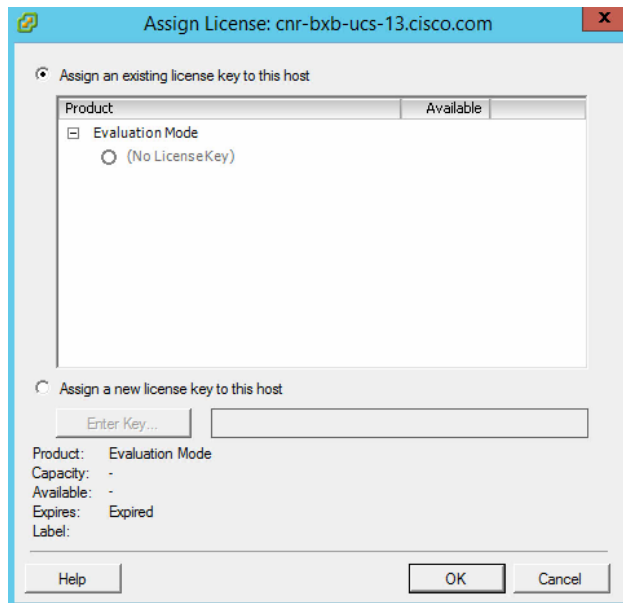 Assign License: cnr-bxb-ucs-13.cisco.com
x
Assign an existing license key to this host
Product Available
Evaluation Mode
(No LicenseKey)
Assign a new license key to this host
Enter Key...
Product: Evaluation Mode
Capacity: -
Available: -
Expires: Expired
Label:
Help OK Cancel